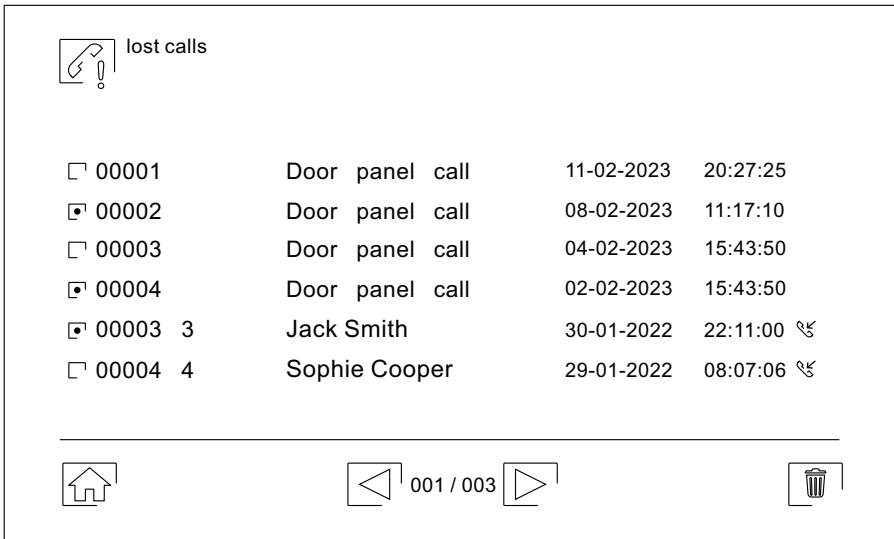 lost calls
00001 Door panel call 11-02-2023 20:27:25
00002 Door panel call 08-02-2023 11:17:10
00003 Door panel call 04-02-2023 15:43:50
00004 Door panel call 02-02-2023 15:43:50
00003 3 Jack Smith 30-01-2022 22:11:00
00004 4 Sophie Cooper 29-01-2022 08:07:06
001 / 003